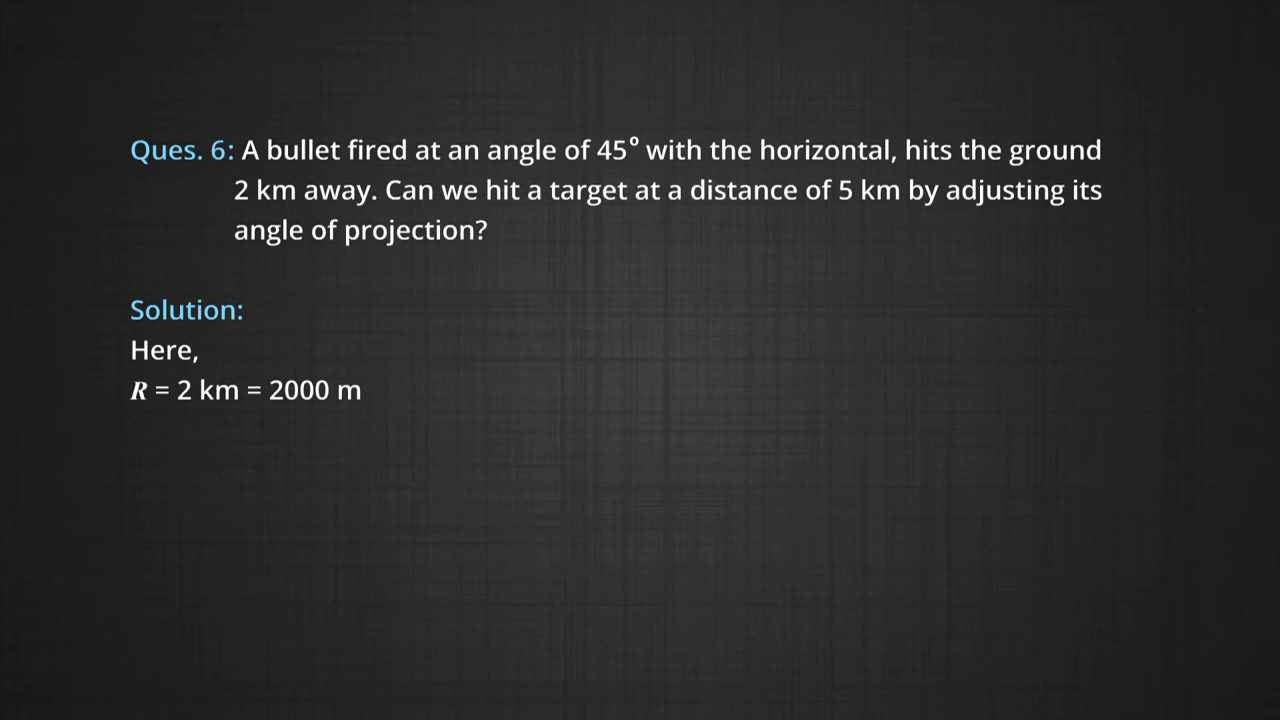 Ques. 6: A bullet fired at an angle of 45° with the horizontal, hits the ground
2 km away. Can we hit a target at a distance of 5 km by adjusting its
angle of projection?
Solution:
Here,
R = 2 km = 2000 m